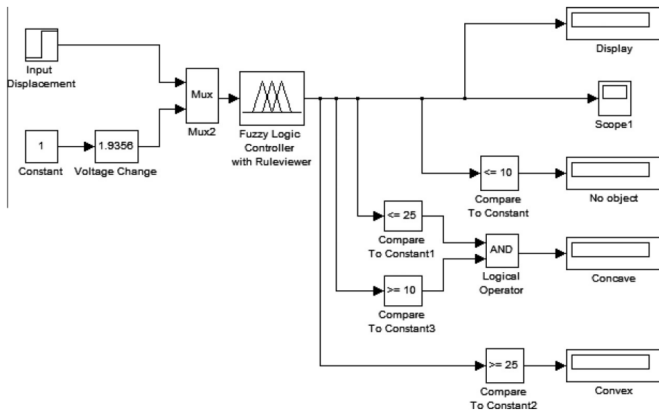 Input
Displacement
1
Constant
1.9356
Voltage Change
Mux
Mux2
Fuzzy Logic
Controller
with Ruleviewer
Display
Scope1
<= 10
Compare
To Constant
No object
<= 25
Compare
To Constant1
>= 10
Compare
To Constant3
AND
Logical
Operator
Concave
>= 25
Compare
To Constant2
Convex